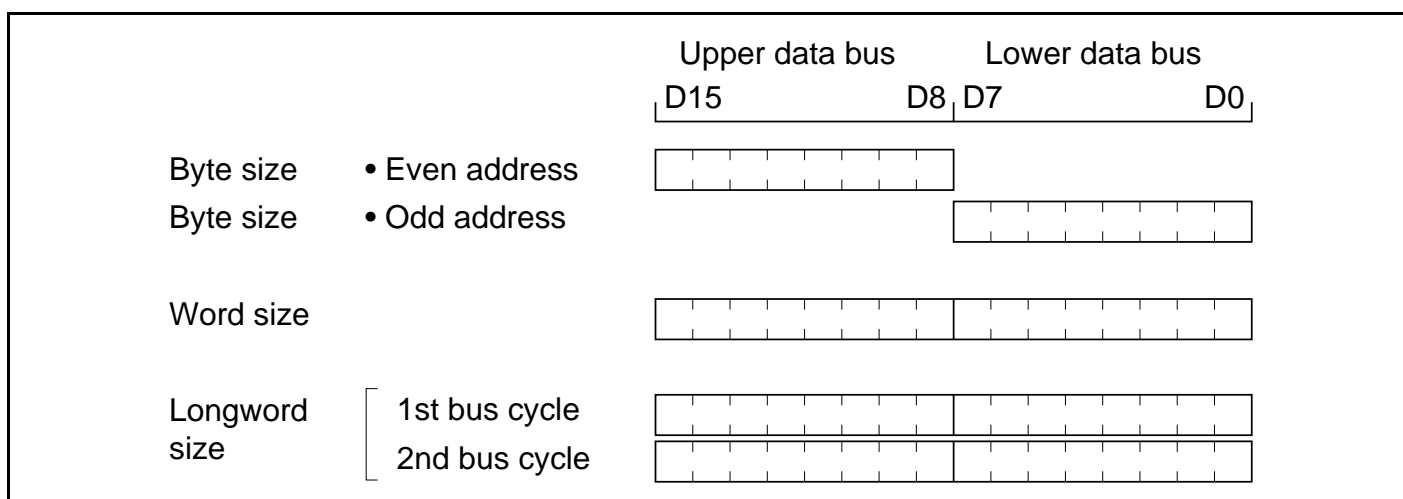 Upper data bus Lower data bus
D15 D8 D7 D0
Byte size • Even address
Byte size • Odd address
Word size
Longword size
1st bus cycle
2nd bus cycle